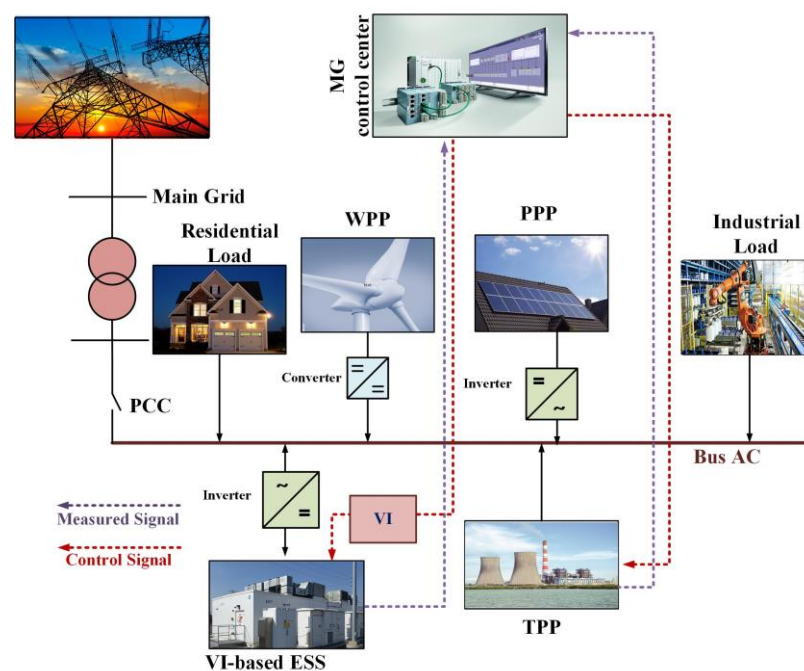 MG
control center
Main Grid
Residential
Load
WPP
PPP
Industrial
Load
Converter
=
=
Inverter
=
~
PCC
Bus AC
Inverter
~
=
VI
Measured Signal
Control Signal
VI-based ESS
TPP